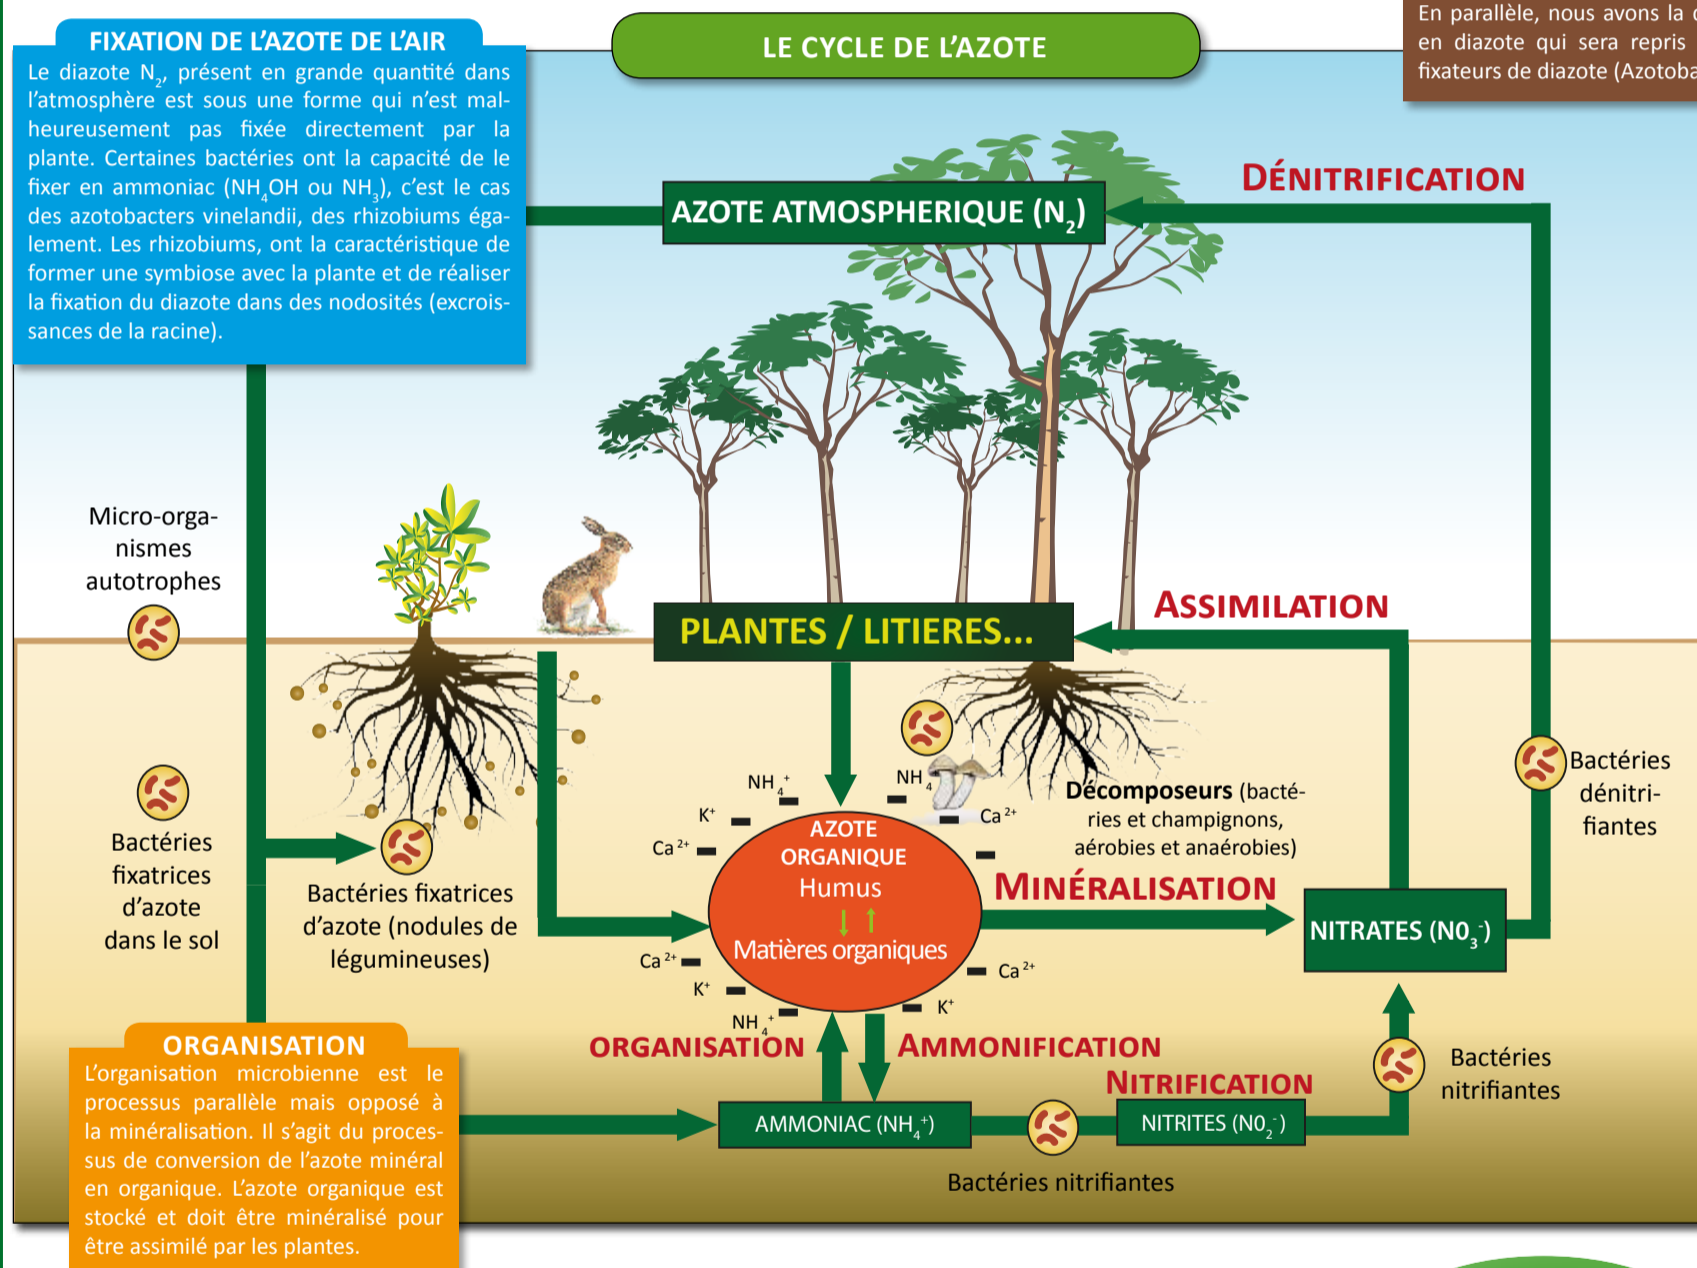 FIXATION DE L'AZOTE DE L'AIR
Le diazote N₂, présent en grande quantité dans
l'atmosphère est sous une forme qui n'est mal-
heureusement pas fixée directement par la
plante. Certaines bactéries ont la capacité de le
fixer en ammoniac (NH₄OH ou NH₃), c'est le cas
des azotobacters vinelandii, des rhizobiums éga-
lement. Les rhizobiums, ont la caractéristique de
former une symbiose avec la plante et de réaliser
la fixation du diazote dans des nodosités (excrois-
sances de la racine).
LE CYCLE DE L'AZOTE
En parallèle, nous avons la
en diazote qui sera repris
fixateurs de diazote
DÉNITRIFICATION
AZOTE ATMOSPHERIQUE (N₂)
Micro-orga-
nismes
autotrophes
ASSIMILATION
PLANTES / LITIERES...
Bactéries
fixatrices
d'azote
dans le sol
Bactéries fixatrices
d'azote (nodules de
légumineuses)
NH₄⁺
K⁺
Ca²⁺
NH₄
Ca²⁺
Décomposeurs (bacté-
ries et champignons,
aérobies et anaérobies)
Bactéries
dénitri-
fiantes
AZOTE
ORGANIQUE
Humus
Matières organiques
MINÉRALISATION
NITRATES (N0₃⁻)
Ca²⁺
K⁺
NH₄⁺
Ca²⁺
K⁺
ORGANISATION
AMMONIFICATION
NITRIFICATION
Bactéries
nitrifiantes
AMMONIAC (NH₄⁺)
NITRITES (N0₂⁻)
Bactéries nitrifiantes
ORGANISATION
L'organisation microbienne est le
processus parallèle mais opposé à
la minéralisation. Il s'agit du proces-
sus de conversion de l'azote minéral
en organique. L'azote organique est
stocké et doit être minéralisé pour
être assimilé par les plantes.